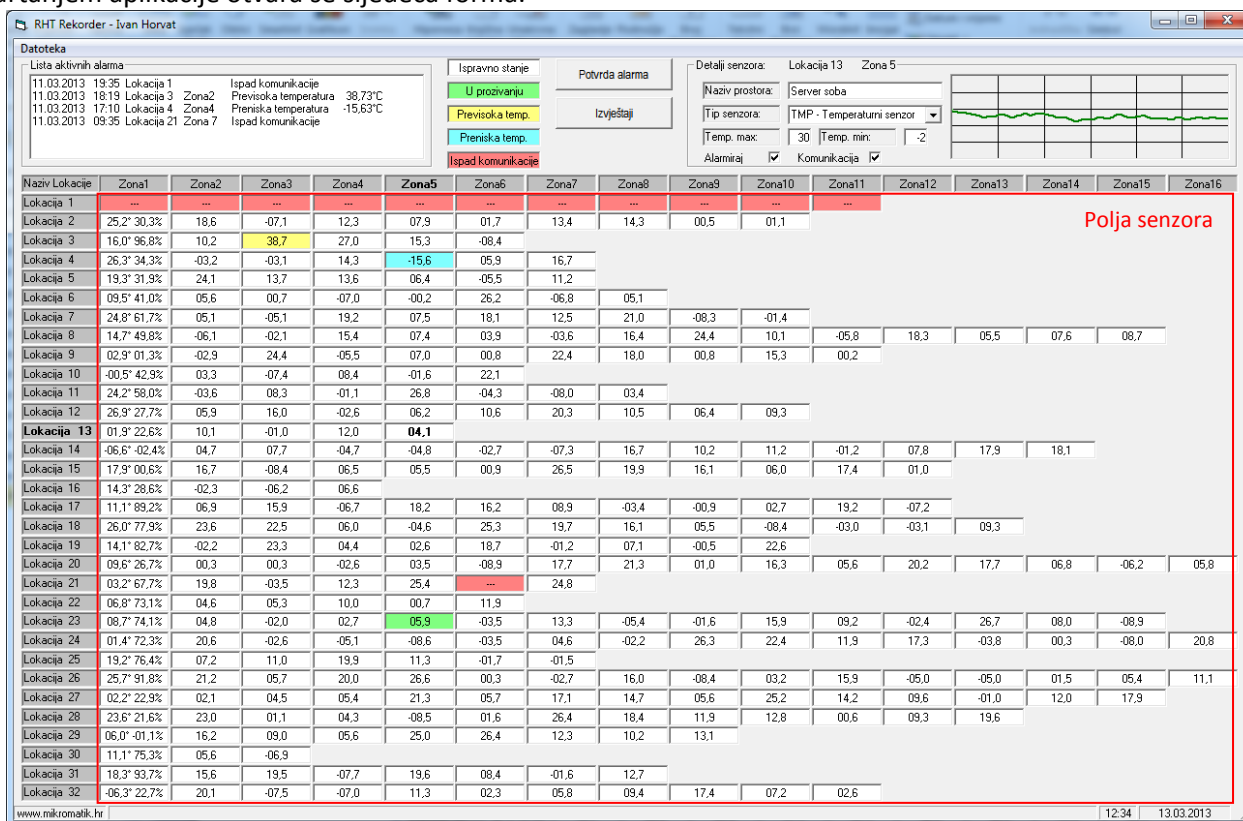 rtanjem aplikacije otvara se sljedeća forma:
RHT Rekorder - Ivan Horvat
Datoteka
Lista aktivnih alarma
11.03.2013 19:35 Lokacija 1 Ispad komunikacije
11.03.2013 18:19 Lokacija 3 Zona2 Previsoka temperatura 38,73°C
11.03.2013 17:10 Lokacija 4 Zona4 Preniska temperatura -15,63°C
11.03.2013 09:35 Lokacija 21 Zona 7 Ispad komunikacije
Ispravno stanje
U prozivanju
Previsoka temp.
Preniska temp.
Ispad komunikacije
Potvrda alarma
Izvještaji
Detalji senzora: Lokacija 13 Zona 5
Naziv prostora: Server soba
Tip senzora: TMP - Temperaturni senzor
Temp. max: 30 Temp. min: -2
Alarmiraj Komunikacija
Naziv Lokacije Zona1 Zona2 Zona3 Zona4 Zona5 Zona6 Zona7 Zona8 Zona9 Zona10 Zona11 Zona12 Zona13 Zona14 Zona15 Zona16
Lokacija 1 --- --- --- --- --- --- --- --- --- --- ---
Polja senzora
Lokacija 2 25,2° 30,3% 18,6 -07,1 12,3 07,9 01,7 13,4 14,3 00,5 01,1
Lokacija 3 16,0° 96,8% 10,2 38,7 27,0 15,3 -08,4
Lokacija 4 26,3° 34,3% -03,2 -03,1 14,3 -15,6 05,9 16,7
Lokacija 5 19,3° 31,9% 24,1 13,7 13,6 06,4 -05,5 11,2
Lokacija 6 09,5° 41,0% 05,6 00,7 -07,0 -00,2 26,2 -06,8 05,1
Lokacija 7 24,8° 61,7% 05,1 -05,1 19,2 07,5 18,1 12,5 21,0 -08,3 -01,4
Lokacija 8 14,7° 49,8% -06,1 -02,1 15,4 07,4 03,9 -03,6 16,4 24,4 10,1 -05,8 18,3 05,5 07,6 08,7
Lokacija 9 02,9° 01,3% -02,9 24,4 -05,5 07,0 00,8 22,4 18,0 00,8 15,3 00,2
Lokacija 10 -00,5° 42,9% 03,3 -07,4 08,4 -01,6 22,1
Lokacija 11 24,2° 58,0% -03,6 08,3 -01,1 26,8 -04,3 -08,0 03,4
Lokacija 12 26,9° 27,7% 05,9 16,0 -02,6 06,2 10,6 20,3 10,5 06,4 09,3
Lokacija 13 01,9° 22,6% 10,1 -01,0 12,0 04,1
Lokacija 14 -06,6° -02,4% 04,7 07,7 -04,7 -04,8 -02,7 -07,3 16,7 10,2 11,2 -01,2 07,8 17,9 18,1
Lokacija 15 17,9° 00,6% 16,7 -08,4 06,5 05,5 00,9 26,5 19,9 16,1 06,0 17,4 01,0
Lokacija 16 14,3° 28,6% -02,3 -06,2 06,6
Lokacija 17 11,1° 89,2% 06,9 15,9 -06,7 18,2 16,2 08,9 -03,4 -00,9 02,7 19,2 -07,2
Lokacija 18 26,0° 77,9% 23,6 22,5 06,0 -04,6 25,3 19,7 16,1 05,5 -08,4 -03,0 -03,1 09,3
Lokacija 19 14,1° 82,7% -02,2 23,3 04,4 02,6 18,7 -01,2 07,1 -00,5 22,6
Lokacija 20 09,6° 26,7% 00,3 00,3 -02,6 03,5 -08,9 17,7 21,3 01,0 16,3 05,6 20,2 17,7 06,8 -06,2 05,8
Lokacija 21 03,2° 67,7% 19,8 -03,5 12,3 25,4 --- 24,8
Lokacija 22 06,8° 73,1% 04,6 05,3 10,0 00,7 11,9
Lokacija 23 08,7° 74,1% 04,8 -02,0 02,7 05,9 -03,5 13,3 -05,4 -01,6 15,9 09,2 -02,4 26,7 08,0 -08,9
Lokacija 24 01,4° 72,3% 20,6 -02,6 -05,1 -08,6 -03,5 04,6 -02,2 26,3 22,4 11,9 17,3 -03,8 00,3 -08,0 20,8
Lokacija 25 19,2° 76,4% 07,2 11,0 19,9 11,3 -01,7 -01,5
Lokacija 26 25,7° 91,8% 21,2 05,7 20,0 26,6 00,3 -02,7 16,0 -08,4 03,2 15,9 -05,0 -05,0 01,5 05,4 11,1
Lokacija 27 02,2° 22,9% 02,1 04,5 05,4 21,3 05,7 17,1 14,7 05,6 25,2 14,2 09,6 -01,0 12,0 17,9
Lokacija 28 23,6° 21,6% 23,0 01,1 04,3 -08,5 01,6 26,4 18,4 11,9 12,8 00,6 09,3 19,6
Lokacija 29 06,0° -01,1% 16,2 09,0 05,6 25,0 26,4 12,3 10,2 13,1
Lokacija 30 11,1° 75,3% 05,6 -06,9
Lokacija 31 18,3° 93,7% 15,6 19,5 -07,7 19,6 08,4 -01,6 12,7
Lokacija 32 -06,3° 22,7% 20,1 -07,5 -07,0 11,3 02,3 05,8 09,4 17,4 07,2 02,6
www.mikromatik.hr 12:34 13.03.2013